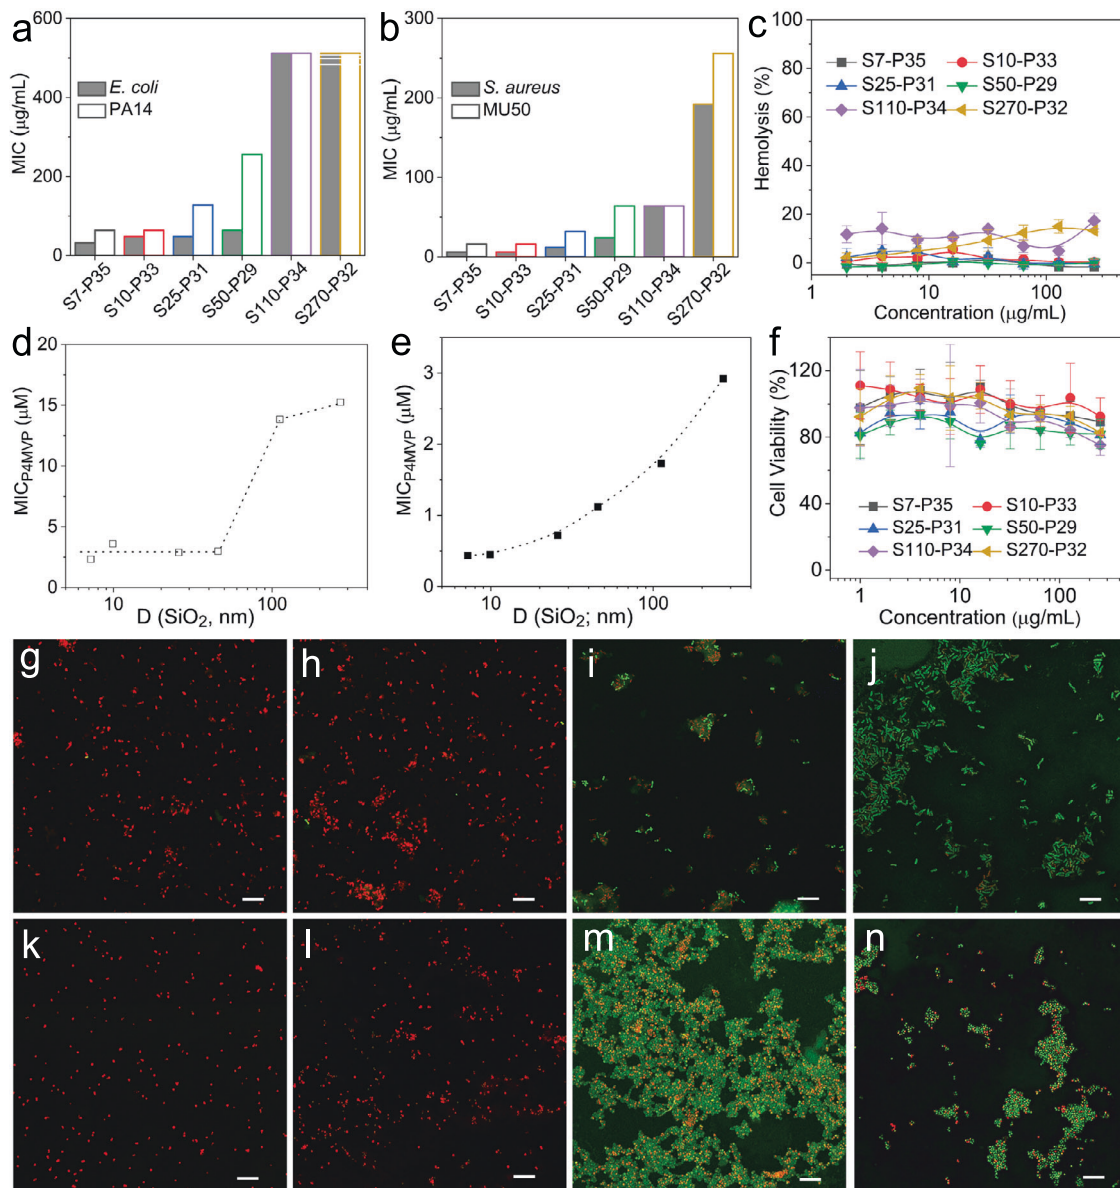 a
600
400
200
0
MIC (μg/mL)
E. coli
PA14
S7-P35
S10-P33
S25-P31
S50-P29
S110-P34
S270-P32
b
300
200
100
0
MIC (μg/mL)
S. aureus
MU50
S7-P35
S10-P33
S25-P31
S50-P29
S110-P34
S270-P32
c
100
80
60
40
20
0
Hemolysis (%)
S7-P35 S10-P33
S25-P31 S50-P29
S110-P34 S270-P32
1 10 100
Concentration (μg/mL)
d
20
15
10
5
0
MICP4MVP (μM)
10 100
D (SiO2, nm)
e
3
2
1
0
MICP4MVP (μM)
10 100
D (SiO2; nm)
f
120
80
40
0
Cell Viability (%)
S7-P35 S10-P33
S25-P31 S50-P29
S110-P34 S270-P32
1 10 100
Concentration (μg/mL)
g
h
i
j
k
l
m
n